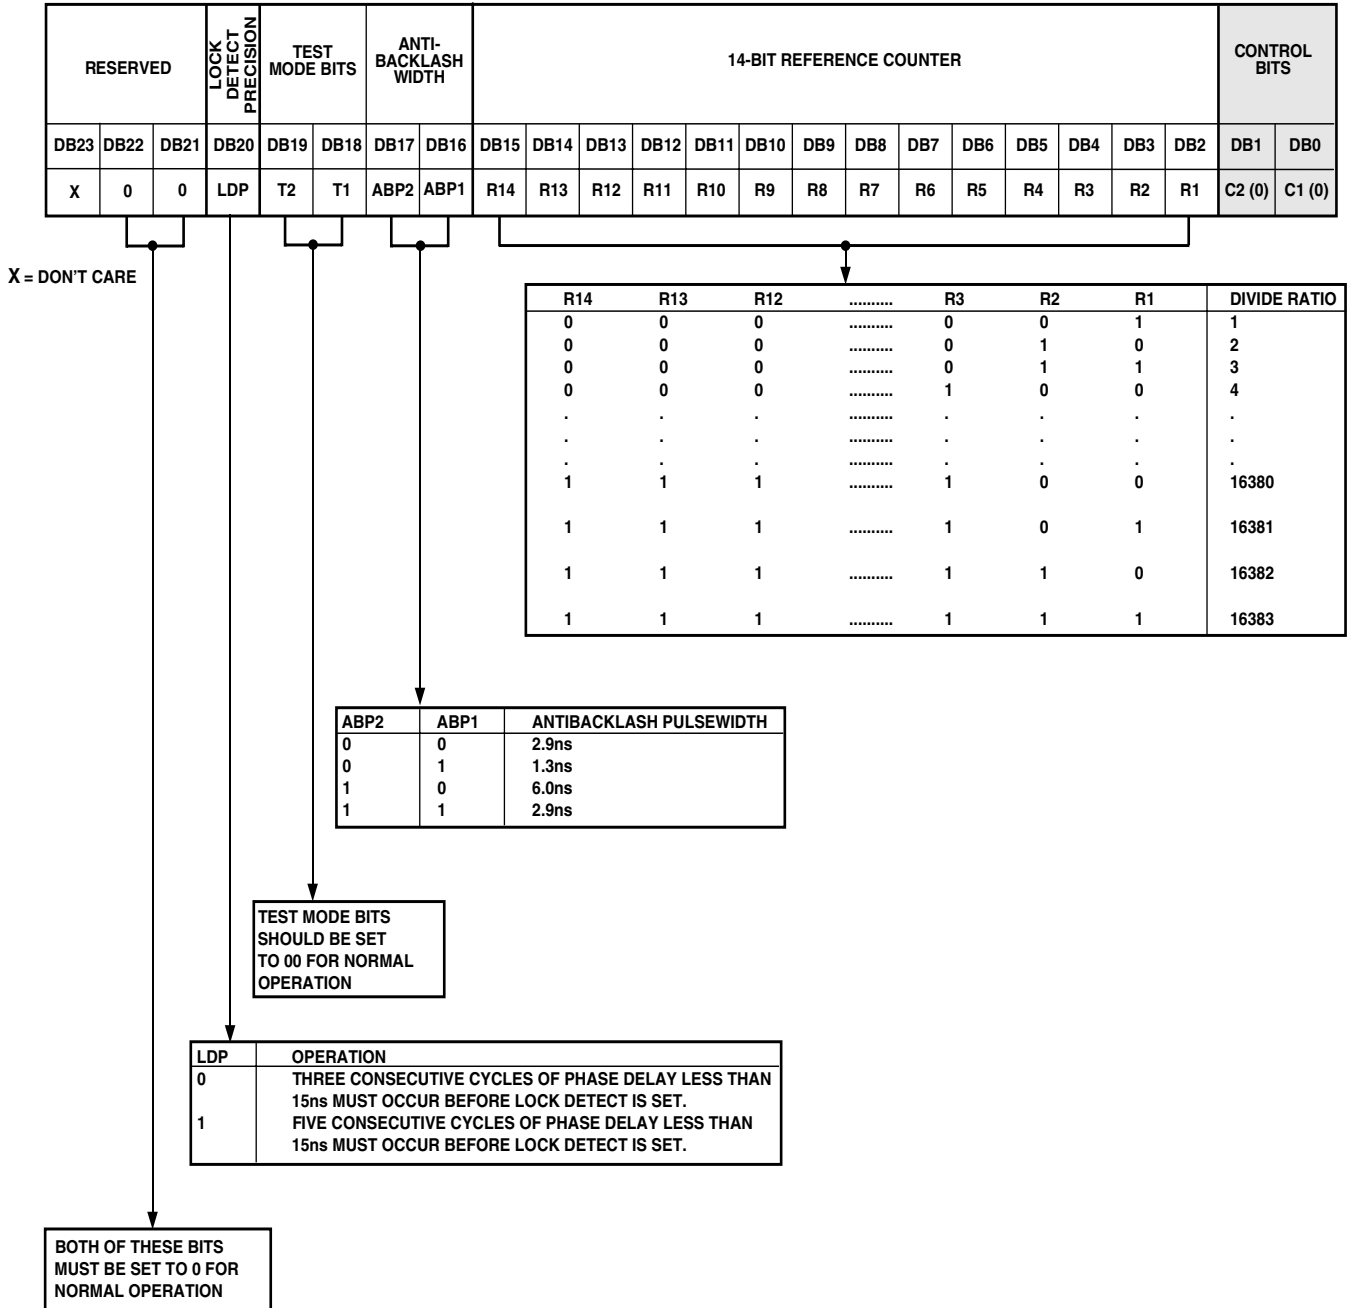 RESERVED
LOCK
DETECT
PRECISION
TEST
MODE BITS
ANTI-
BACKLASH
WIDTH
14-BIT REFERENCE COUNTER
CONTROL
BITS
DB23 DB22 DB21 DB20 DB19 DB18 DB17 DB16 DB15 DB14 DB13 DB12 DB11 DB10 DB9 DB8 DB7 DB6 DB5 DB4 DB3 DB2 DB1 DB0
X 0 0 LDP T2 T1 ABP2 ABP1 R14 R13 R12 R11 R10 R9 R8 R7 R6 R5 R4 R3 R2 R1 C2 (0) C1 (0)
X = DON'T CARE
R14 R13 R12 .......... R3 R2 R1 DIVIDE RATIO
0 0 0 .......... 0 0 1 1
0 0 0 .......... 0 1 0 2
0 0 0 .......... 0 1 1 3
0 0 0 .......... 1 0 0 4
. . . .......... . . . .
. . . .......... . . . .
. . . .......... . . . .
1 1 1 .......... 1 0 0 16380
1 1 1 .......... 1 0 1 16381
1 1 1 .......... 1 1 0 16382
1 1 1 .......... 1 1 1 16383
ABP2 ABP1 ANTIBACKLASH PULSEWIDTH
0 0 2.9ns
0 1 1.3ns
1 0 6.0ns
1 1 2.9ns
TEST MODE BITS
SHOULD BE SET
TO 00 FOR NORMAL
OPERATION
LDP OPERATION
0 THREE CONSECUTIVE CYCLES OF PHASE DELAY LESS THAN
15ns MUST OCCUR BEFORE LOCK DETECT IS SET.
1 FIVE CONSECUTIVE CYCLES OF PHASE DELAY LESS THAN
15ns MUST OCCUR BEFORE LOCK DETECT IS SET.
BOTH OF THESE BITS
MUST BE SET TO 0 FOR
NORMAL OPERATION